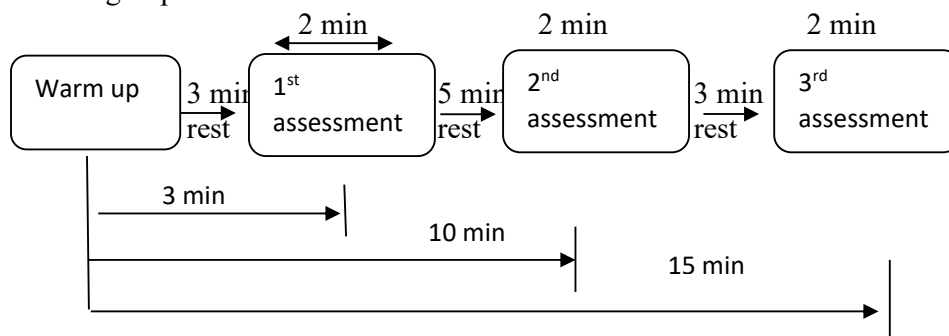 2 min 2 min 2 min
Warm up 3 min rest 1st assessment 5 min rest 2nd assessment 3 min rest 3rd assessment
3 min
10 min
15 min